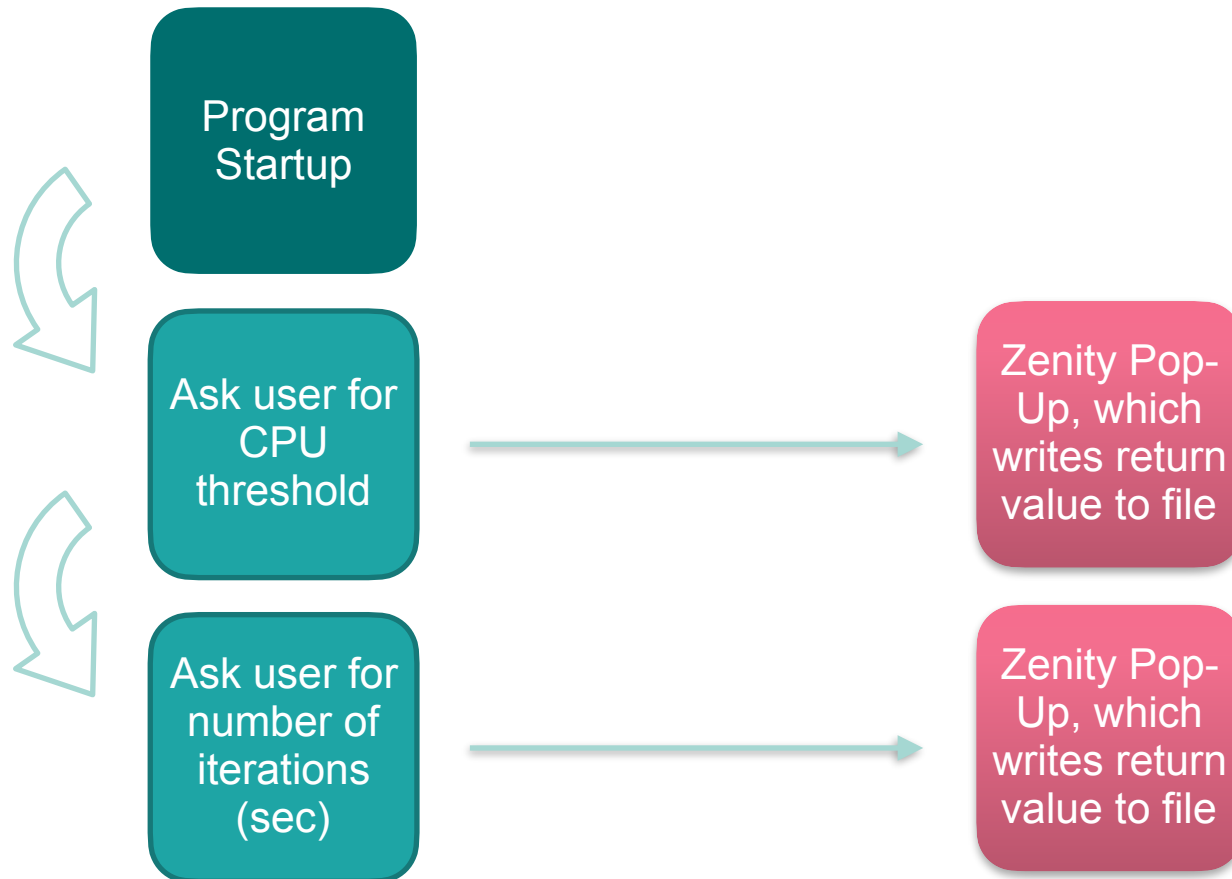 Program
Startup
Ask user for
CPU
threshold
Zenity Pop-
Up, which
writes return
value to file
Ask user for
number of
iterations
(sec)
Zenity Pop-
Up, which
writes return
value to file